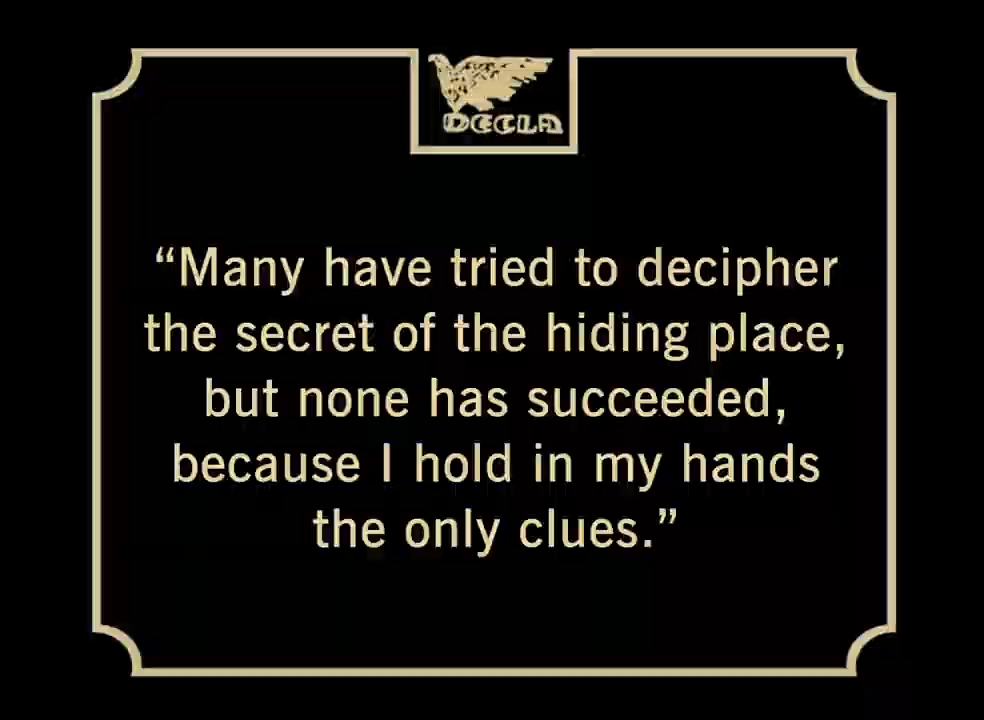 DECLA
“Many have tried to decipher
the secret of the hiding place,
but none has succeeded,
because I hold in my hands
the only clues.”